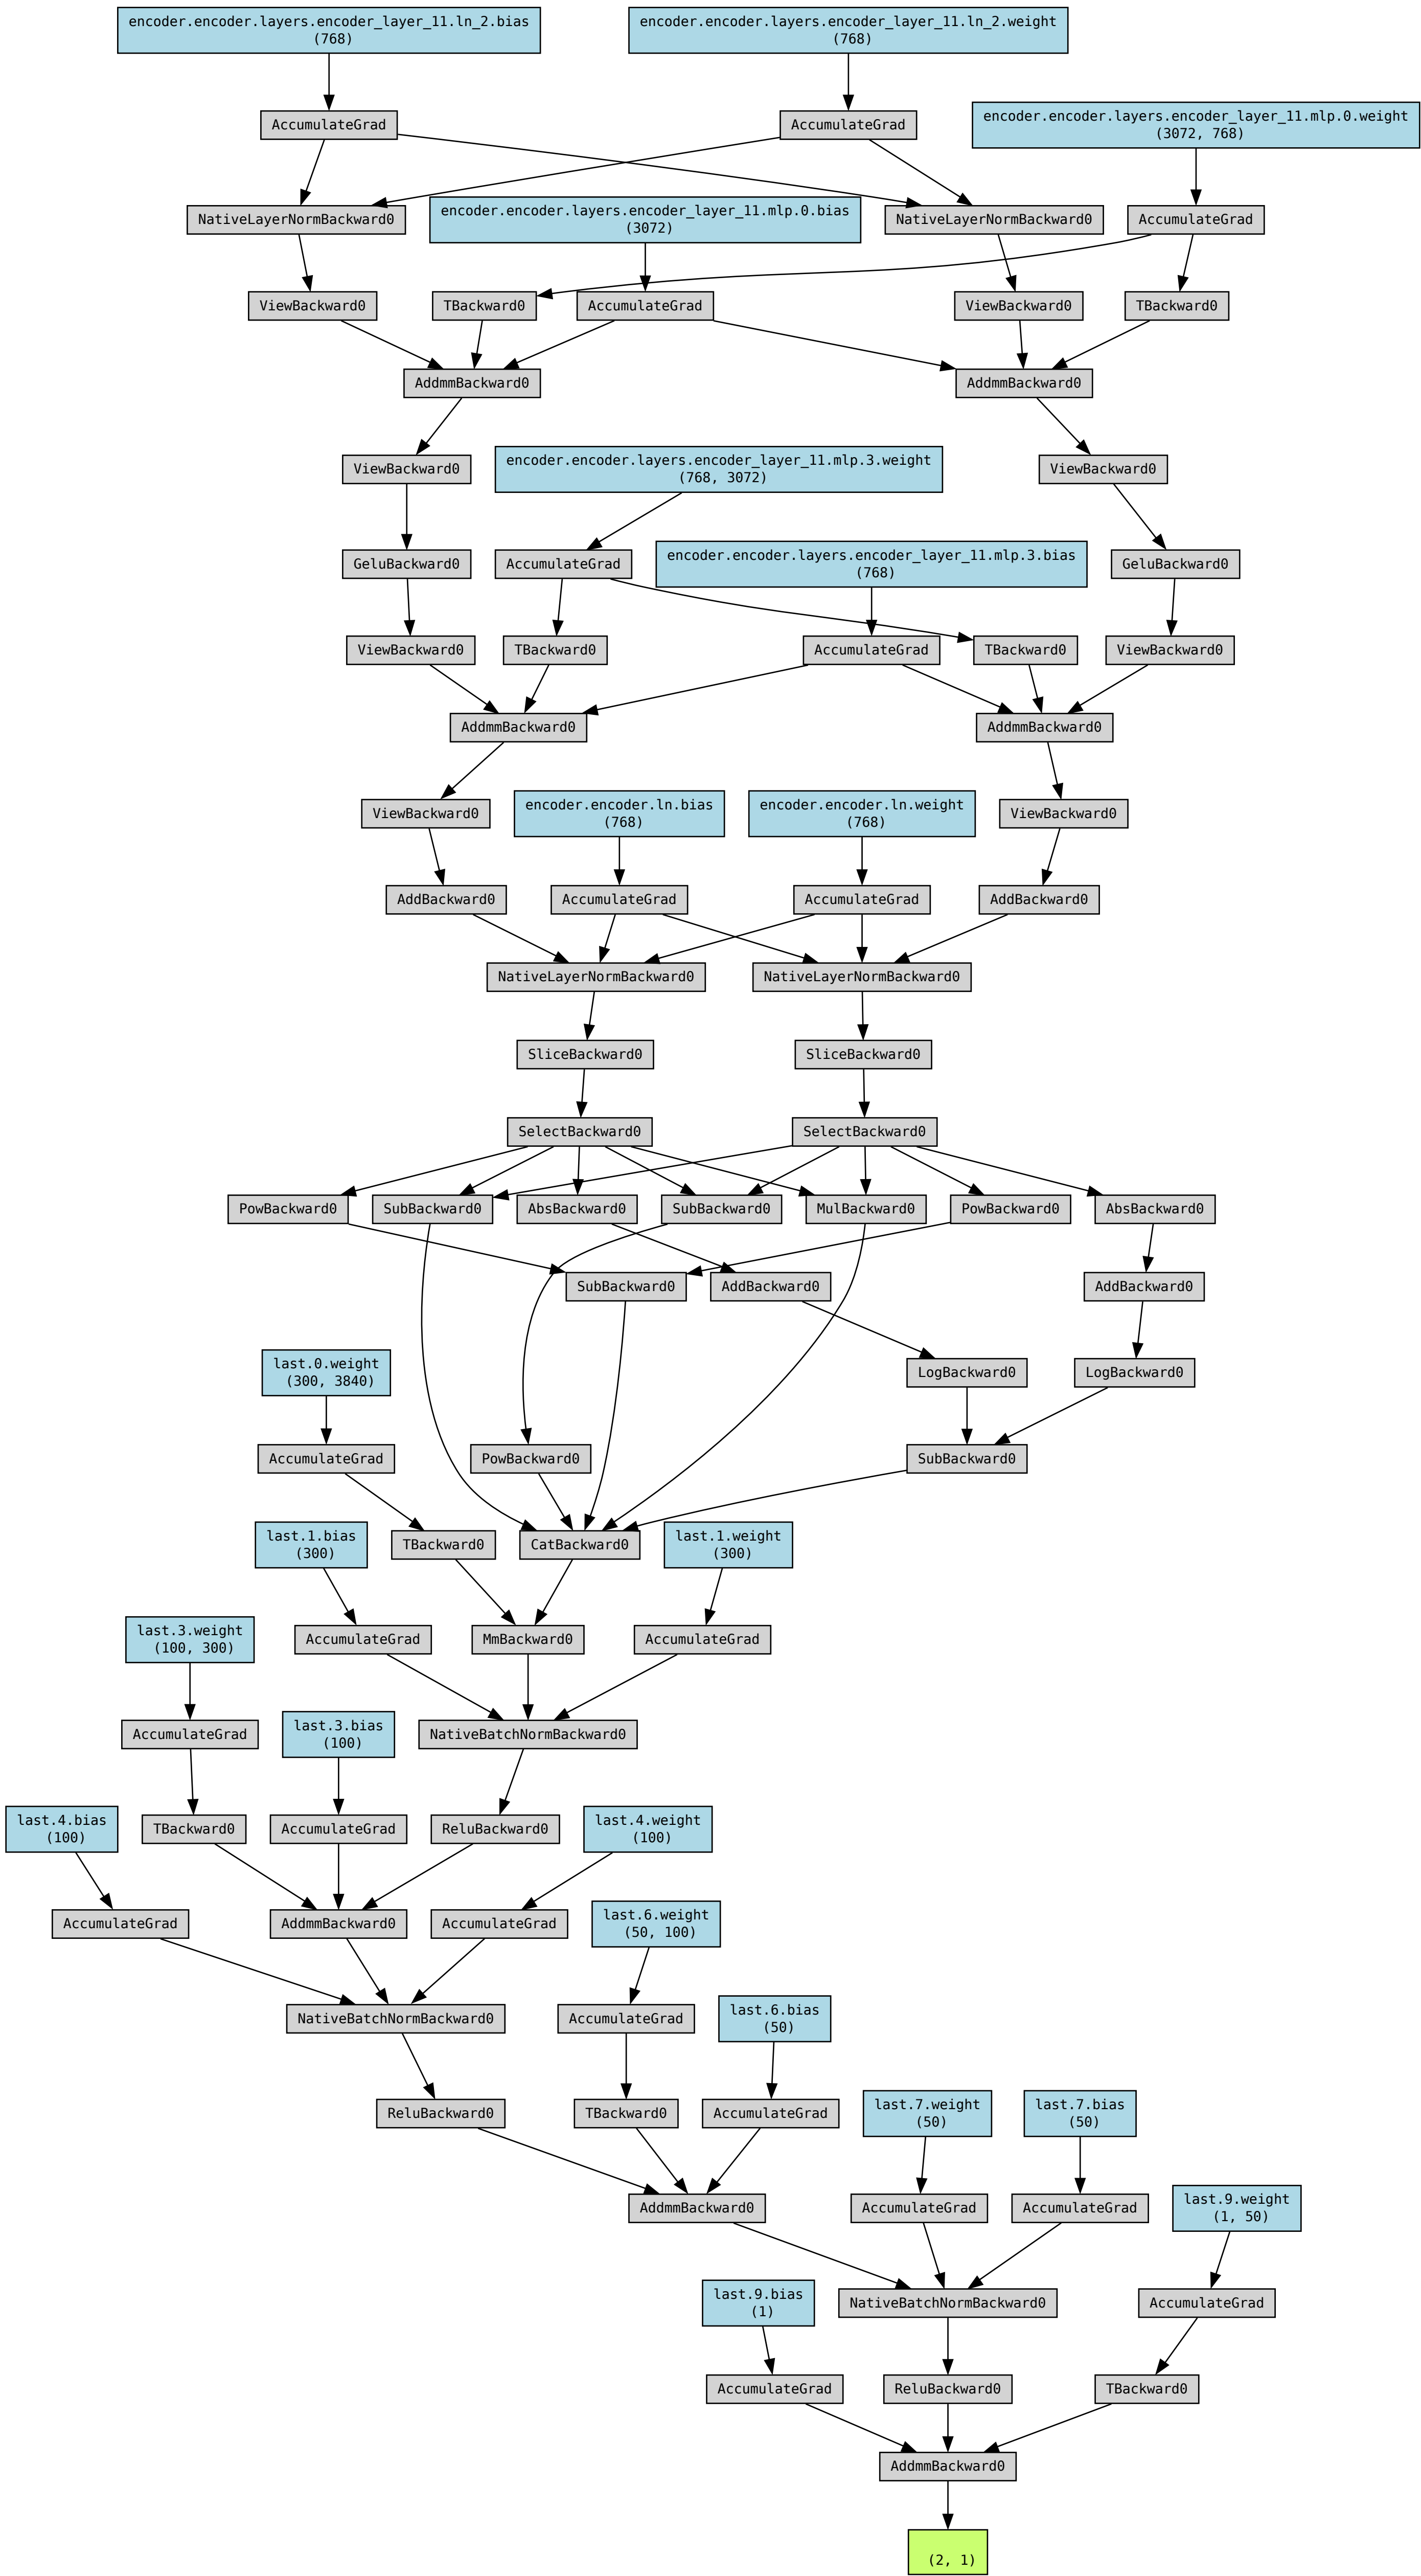 encoder.encoder.layers.encoder_layer_11.ln_2.bias
(768)
encoder.encoder.layers.encoder_layer_11.ln_2.weight
(768)
AccumulateGrad
AccumulateGrad
encoder.encoder.layers.encoder_layer_11.mlp.0.weight
(3072, 768)
NativeLayerNormBackward0
encoder.encoder.layers.encoder_layer_11.mlp.0.bias
(3072)
NativeLayerNormBackward0
AccumulateGrad
ViewBackward0
TBackward0
AccumulateGrad
ViewBackward0
TBackward0
AddmmBackward0
AddmmBackward0
ViewBackward0
encoder.encoder.layers.encoder_layer_11.mlp.3.weight
(768, 3072)
ViewBackward0
GeluBackward0
AccumulateGrad
encoder.encoder.layers.encoder_layer_11.mlp.3.bias
(768)
GeluBackward0
ViewBackward0
TBackward0
AccumulateGrad
TBackward0
ViewBackward0
AddmmBackward0
AddmmBackward0
ViewBackward0
encoder.encoder.ln.bias
(768)
encoder.encoder.ln.weight
(768)
ViewBackward0
AddBackward0
AccumulateGrad
AccumulateGrad
AddBackward0
NativeLayerNormBackward0
NativeLayerNormBackward0
SliceBackward0
SliceBackward0
SelectBackward0
SelectBackward0
PowBackward0
SubBackward0
AbsBackward0
SubBackward0
MulBackward0
PowBackward0
AbsBackward0
SubBackward0
AddBackward0
AddBackward0
last.0.weight
(300, 3840)
LogBackward0
LogBackward0
AccumulateGrad
PowBackward0
SubBackward0
last.1.bias
(300)
TBackward0
CatBackward0
last.1.weight
(300)
last.3.weight
(100, 300)
AccumulateGrad
MmBackward0
AccumulateGrad
AccumulateGrad
last.3.bias
(100)
NativeBatchNormBackward0
last.4.bias
(100)
TBackward0
AccumulateGrad
ReluBackward0
last.4.weight
(100)
AccumulateGrad
AddmmBackward0
AccumulateGrad
last.6.weight
(50, 100)
NativeBatchNormBackward0
AccumulateGrad
last.6.bias
(50)
ReluBackward0
TBackward0
AccumulateGrad
last.7.weight
(50)
last.7.bias
(50)
AddmmBackward0
AccumulateGrad
AccumulateGrad
last.9.weight
(1, 50)
last.9.bias
(1)
NativeBatchNormBackward0
AccumulateGrad
AccumulateGrad
ReluBackward0
TBackward0
AddmmBackward0
(2, 1)